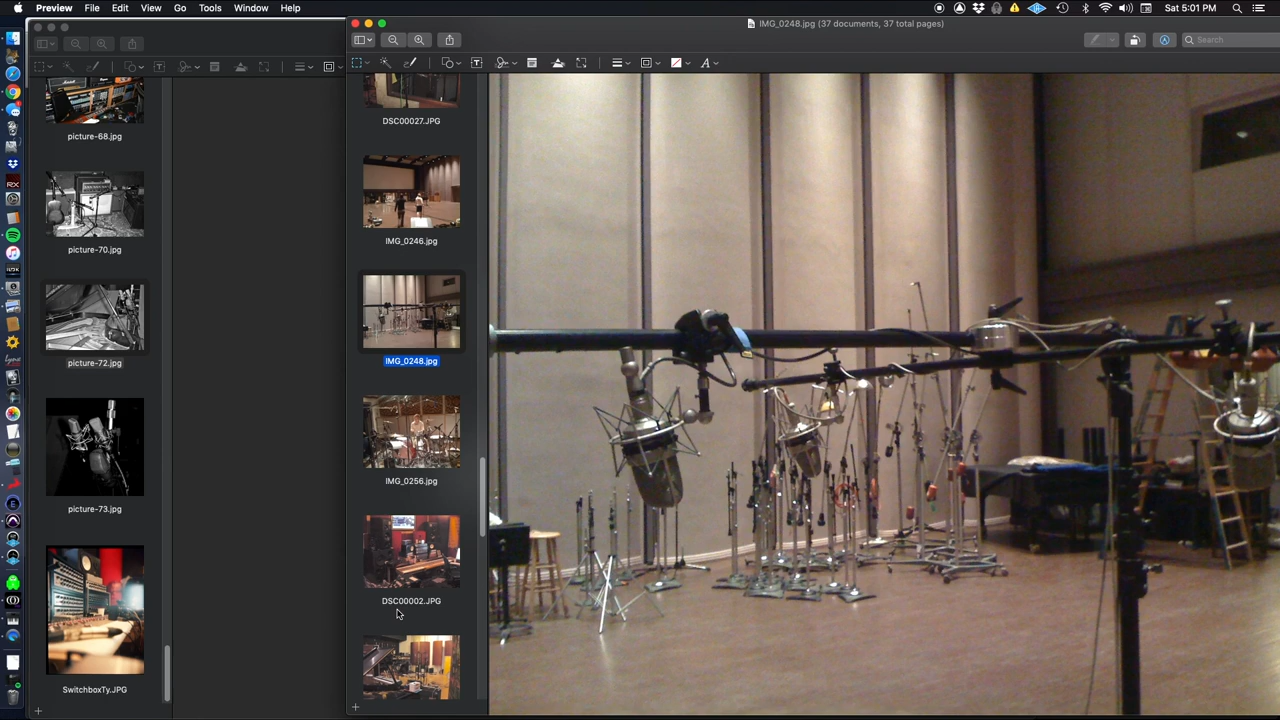 Preview File Edit View Go Tools Window Help
Sat 5:01 PM
IMG_0248.jpg (37 documents, 37 total pages)
Search
picture-68.jpg
picture-70.jpg
picture-72.jpg
picture-73.jpg
SwitchboxTy.JPG
DSC00027.JPG
IMG_0246.jpg
IMG_0248.jpg
IMG_0256.jpg
DSC00002.JPG
RX